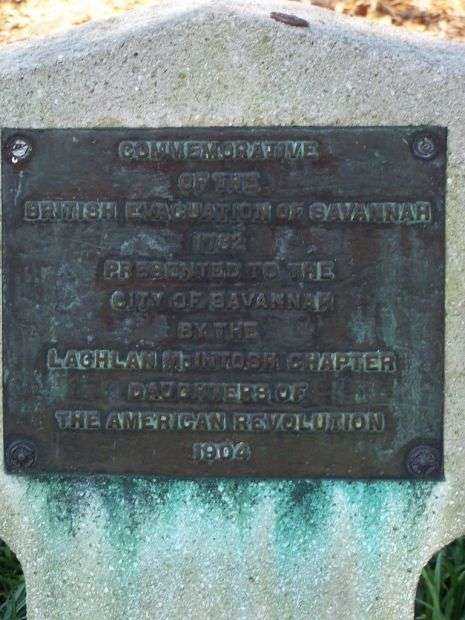 COMMEMORATIVE
OF THE
BRITISH EVACUATION OF SAVANNAH
1782
PRESENTED TO THE
CITY OF SAVANNAH
BY THE
LACHLAN McINTOSH CHAPTER
DAUGHTERS OF
THE AMERICAN REVOLUTION
1904